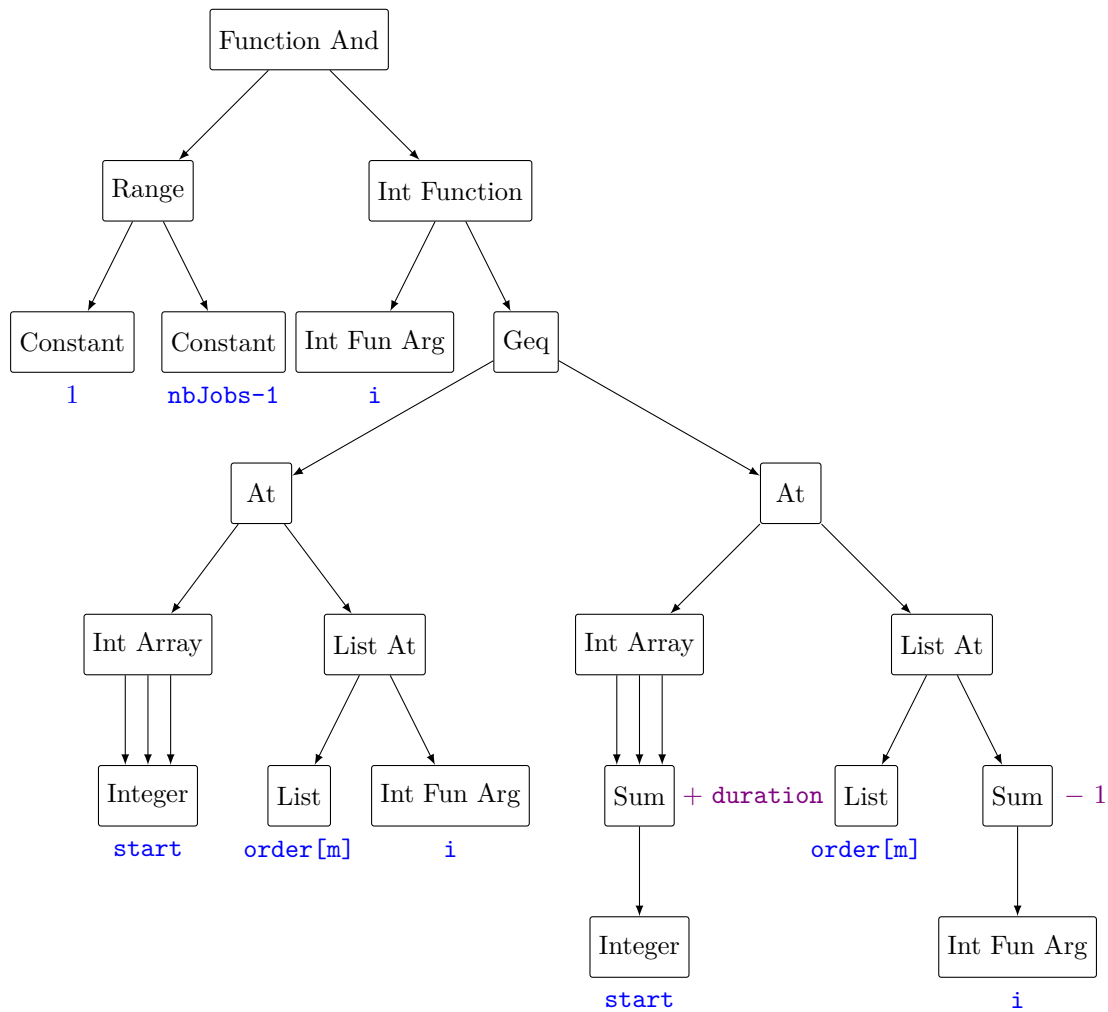 Function And
Range
Int Function
Constant
Constant
Int Fun Arg
Geq
1
nbJobs-1
i
At
At
Int Array
List At
Int Array
List At
Integer
List
Int Fun Arg
Sum
+ duration
List
Sum
− 1
start
order[m]
i
order[m]
Integer
Int Fun Arg
start
i